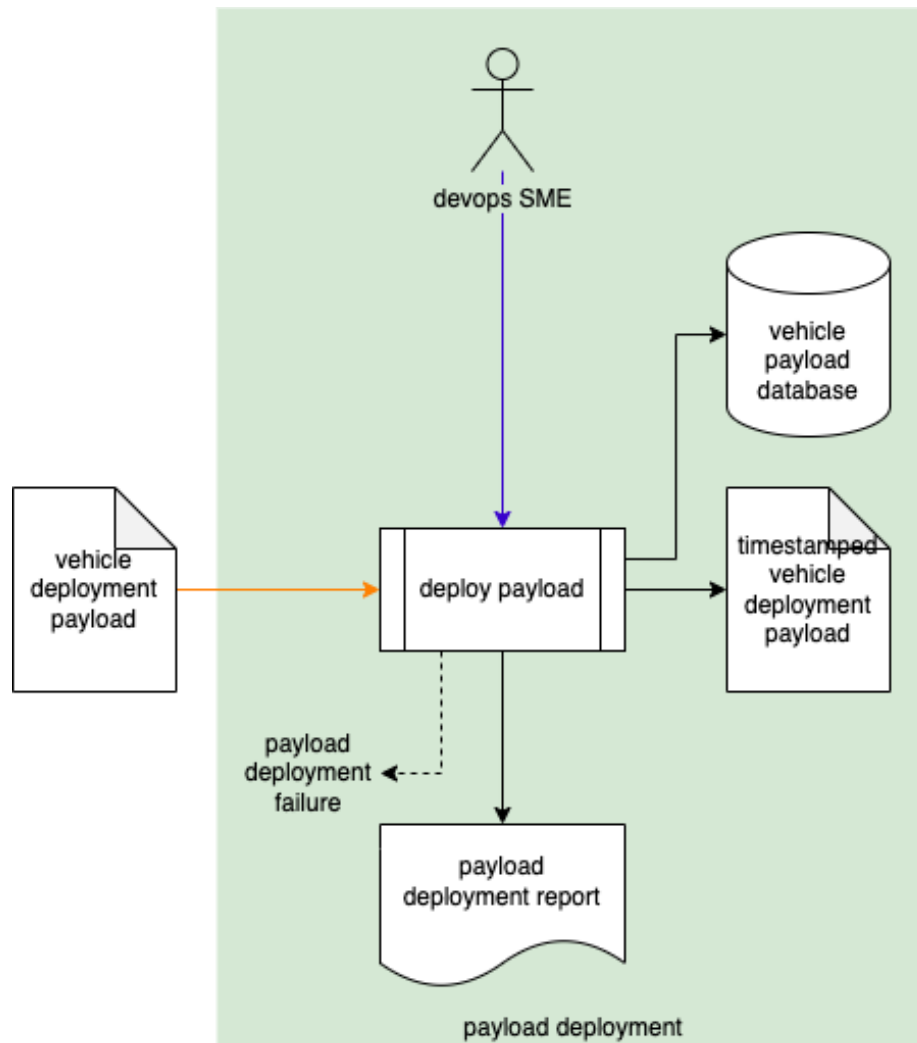 devops SME
vehicle
payload
database
vehicle
deployment
payload
deploy payload
timestamped
vehicle
deployment
payload
payload
deployment
failure
payload
deployment report
payload deployment